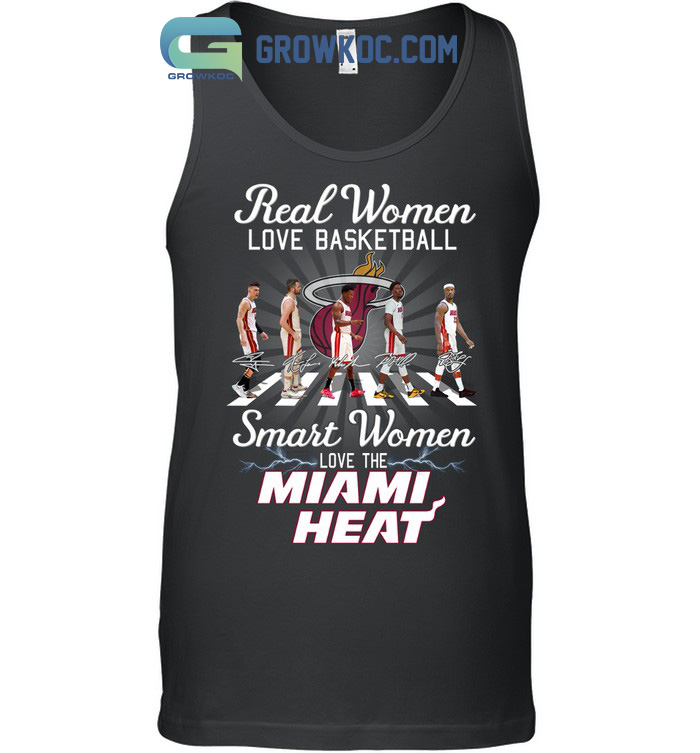 GROWKOC
GROWKOC.COM
Real Women
LOVE BASKETBALL
Smart Women
LOVE THE
MIAMI
HEAT